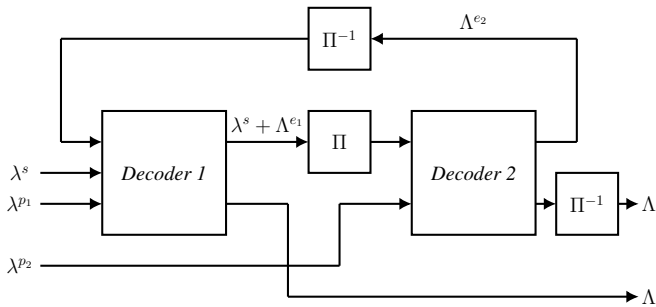 Λ^{e_2}
Π^{-1}
λ^s + Λ^{e_1}
Π
Decoder 1
Decoder 2
λ^s
λ^{p_1}
Π^{-1}
Λ
λ^{p_2}
Λ